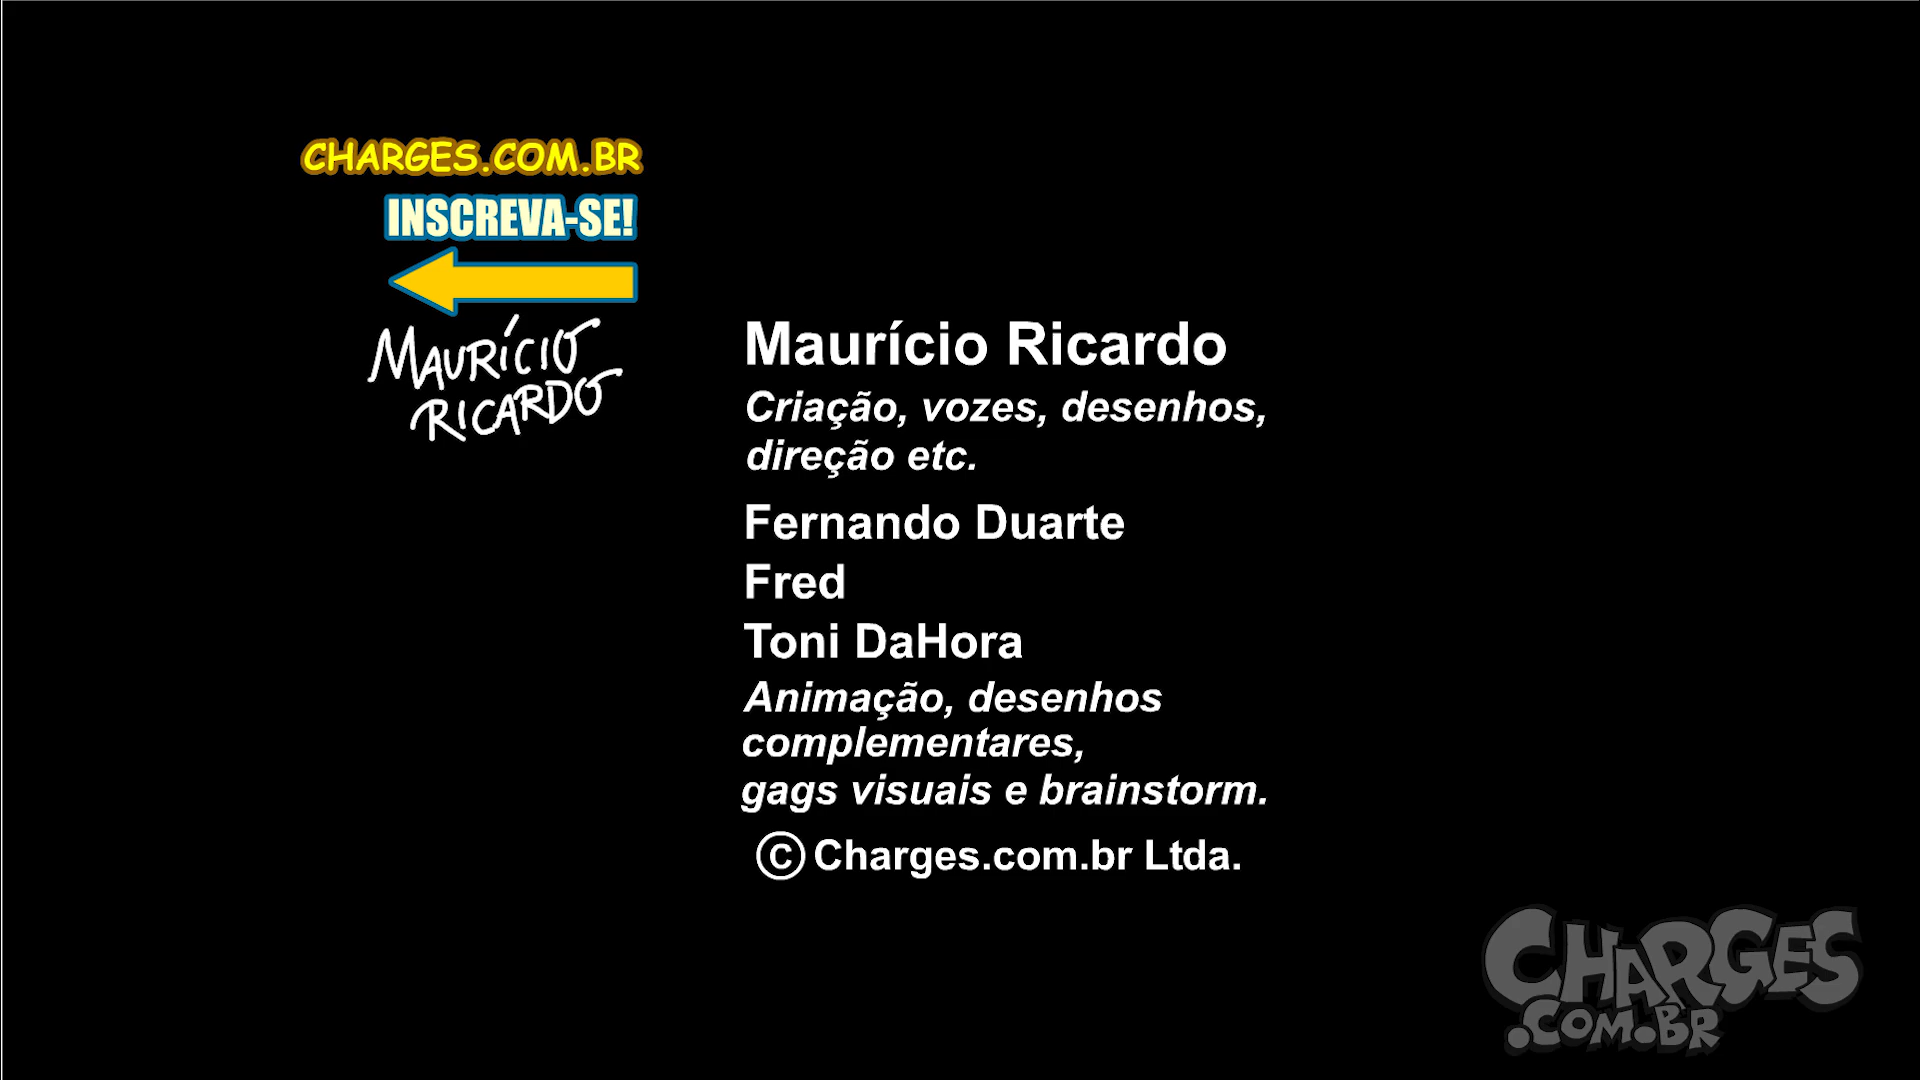 CHARGES.COM.BR
INSCREVA-SE!
MAURÍCIO
RICARDO
Maurício Ricardo
Criação, vozes, desenhos,
direção etc.
Fernando Duarte
Fred
Toni DaHora
Animação, desenhos
complementares,
gags visuais e brainstorm.
© Charges.com.br Ltda.
CHARGES
.COM.BR